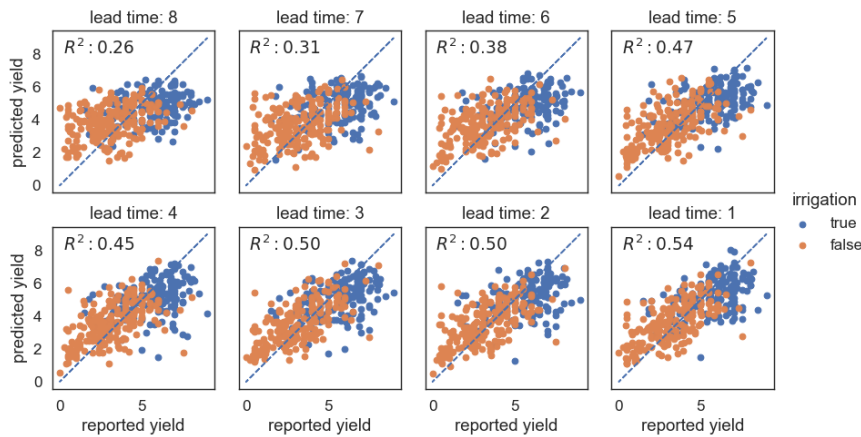 lead time: 8
lead time: 7
lead time: 6
lead time: 5
R²: 0.26
R²: 0.31
R²: 0.38
R²: 0.47
8
6
4
2
0
predicted yield
irrigation
true
false
lead time: 4
lead time: 3
lead time: 2
lead time: 1
R²: 0.45
R²: 0.50
R²: 0.50
R²: 0.54
8
6
4
2
0
predicted yield
0 5
0 5
0 5
0 5
reported yield
reported yield
reported yield
reported yield